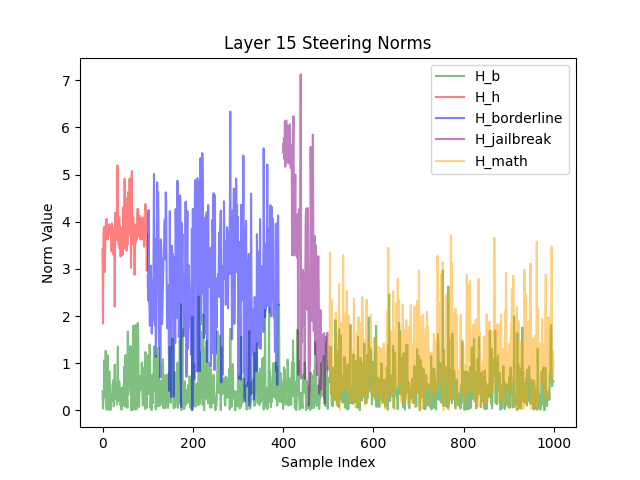 Layer 15 Steering Norms
Norm Value
7
6
5
4
3
2
1
0
0
200
400
600
800
1000
Sample Index
H_b
H_h
H_borderline
H_jailbreak
H_math